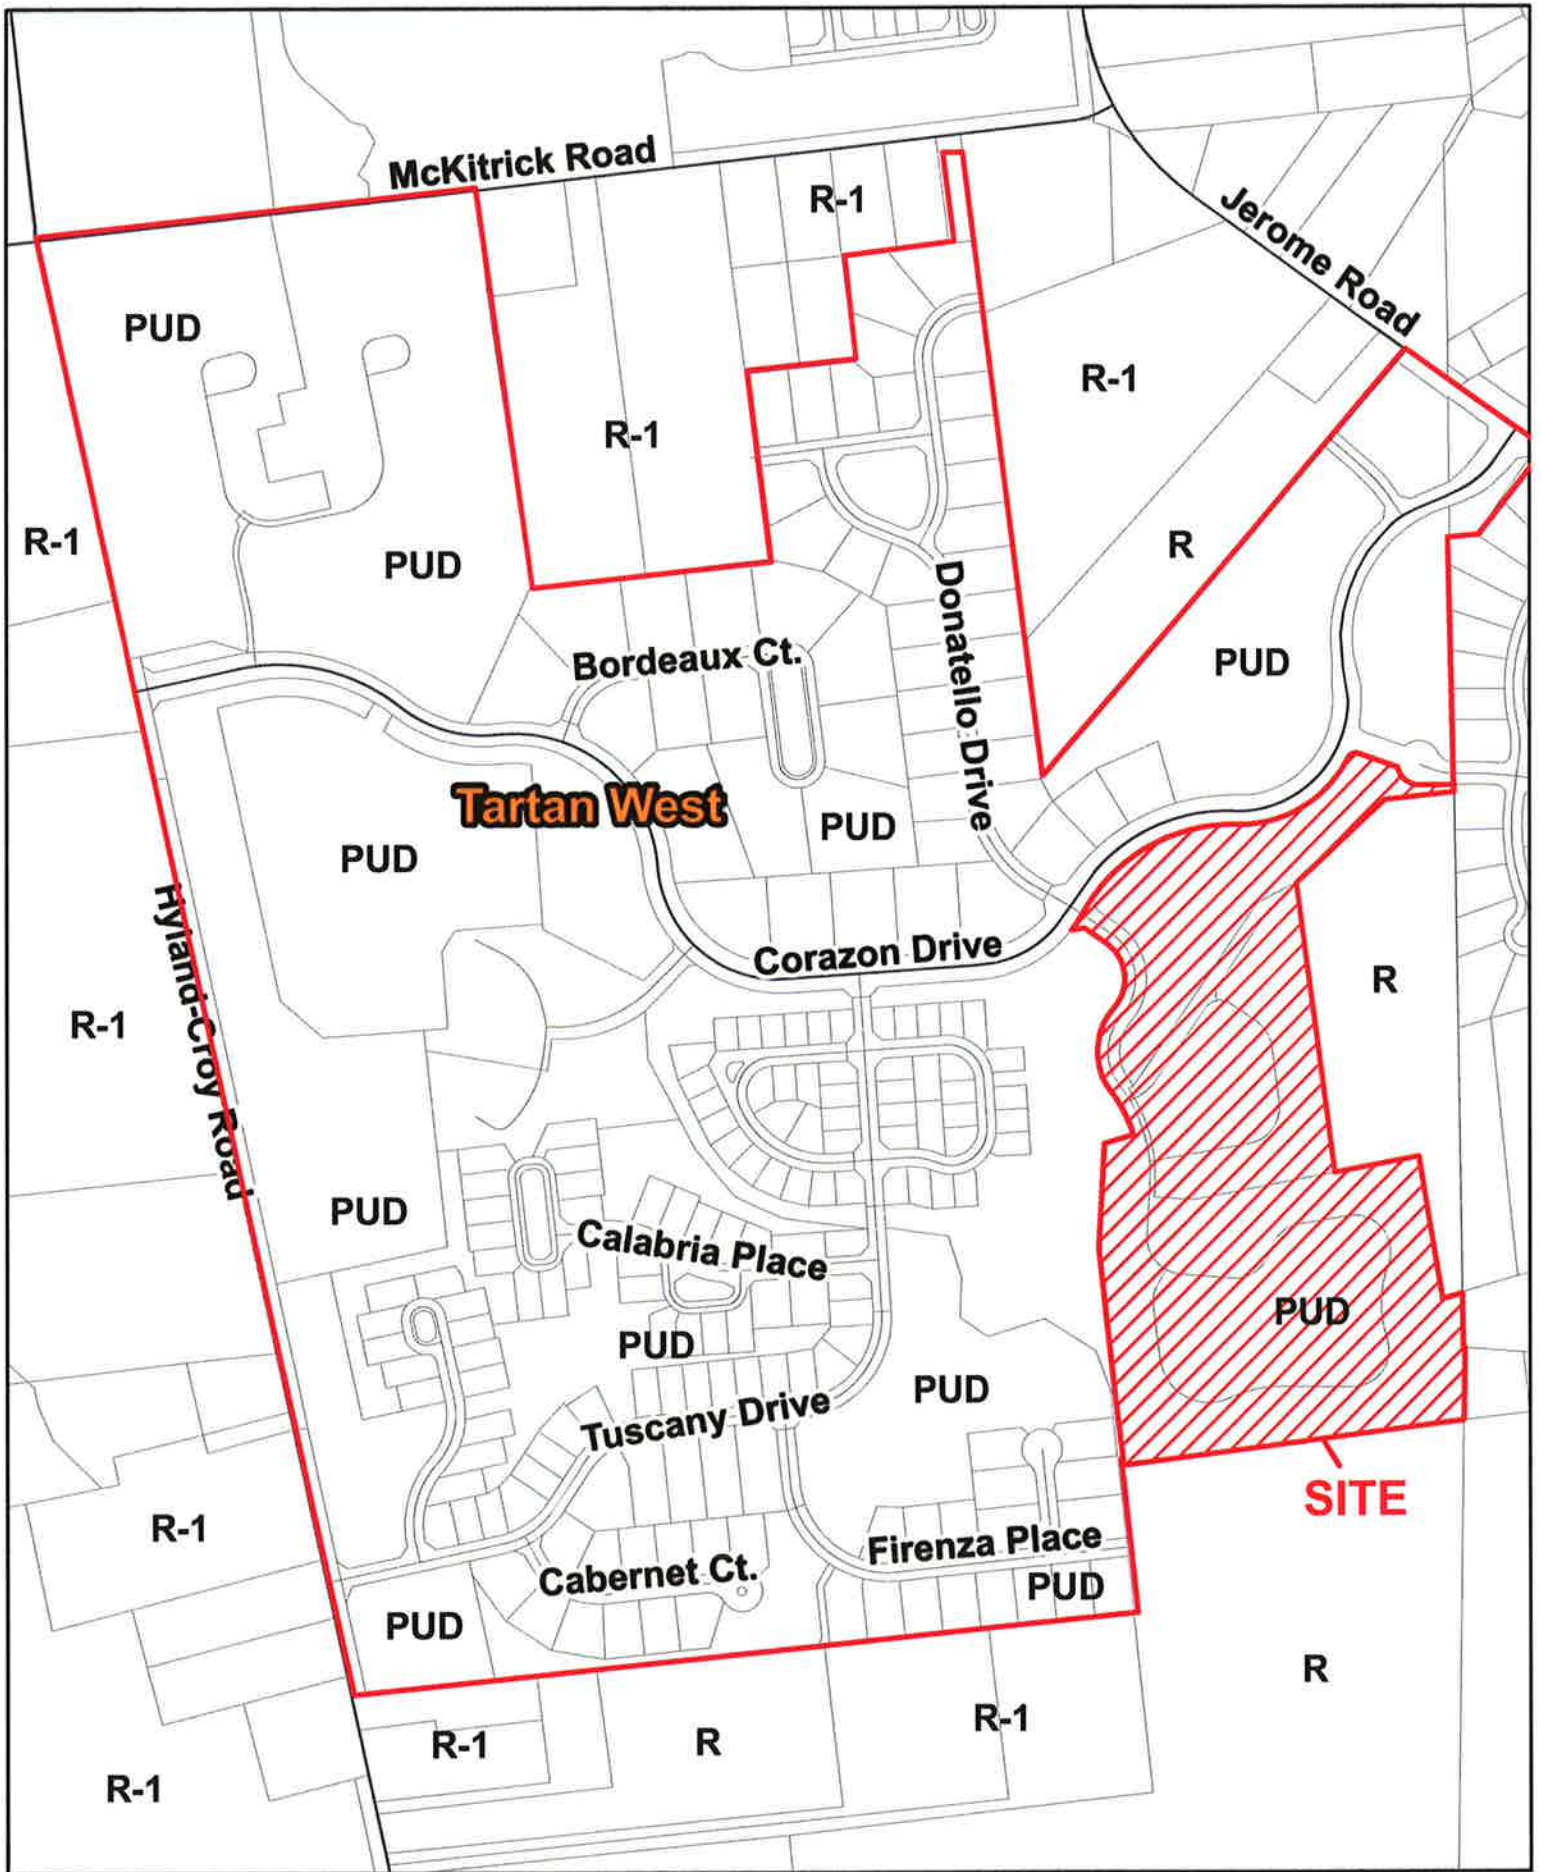 McKitrick Road
R-1
Jerome Road
PUD
R-1
R-1
R-1
PUD
R
Donatello Drive
Bordeaux Ct.
PUD
Tartan West
PUD
PUD
Hyland-Croy Road
Corazon Drive
R
R-1
PUD
Calabria Place
PUD
PUD
PUD
Tuscany Drive
SITE
R-1
Firenza Place
Cabernet Ct.
PUD
PUD
R
R-1
R-1
R
R-1